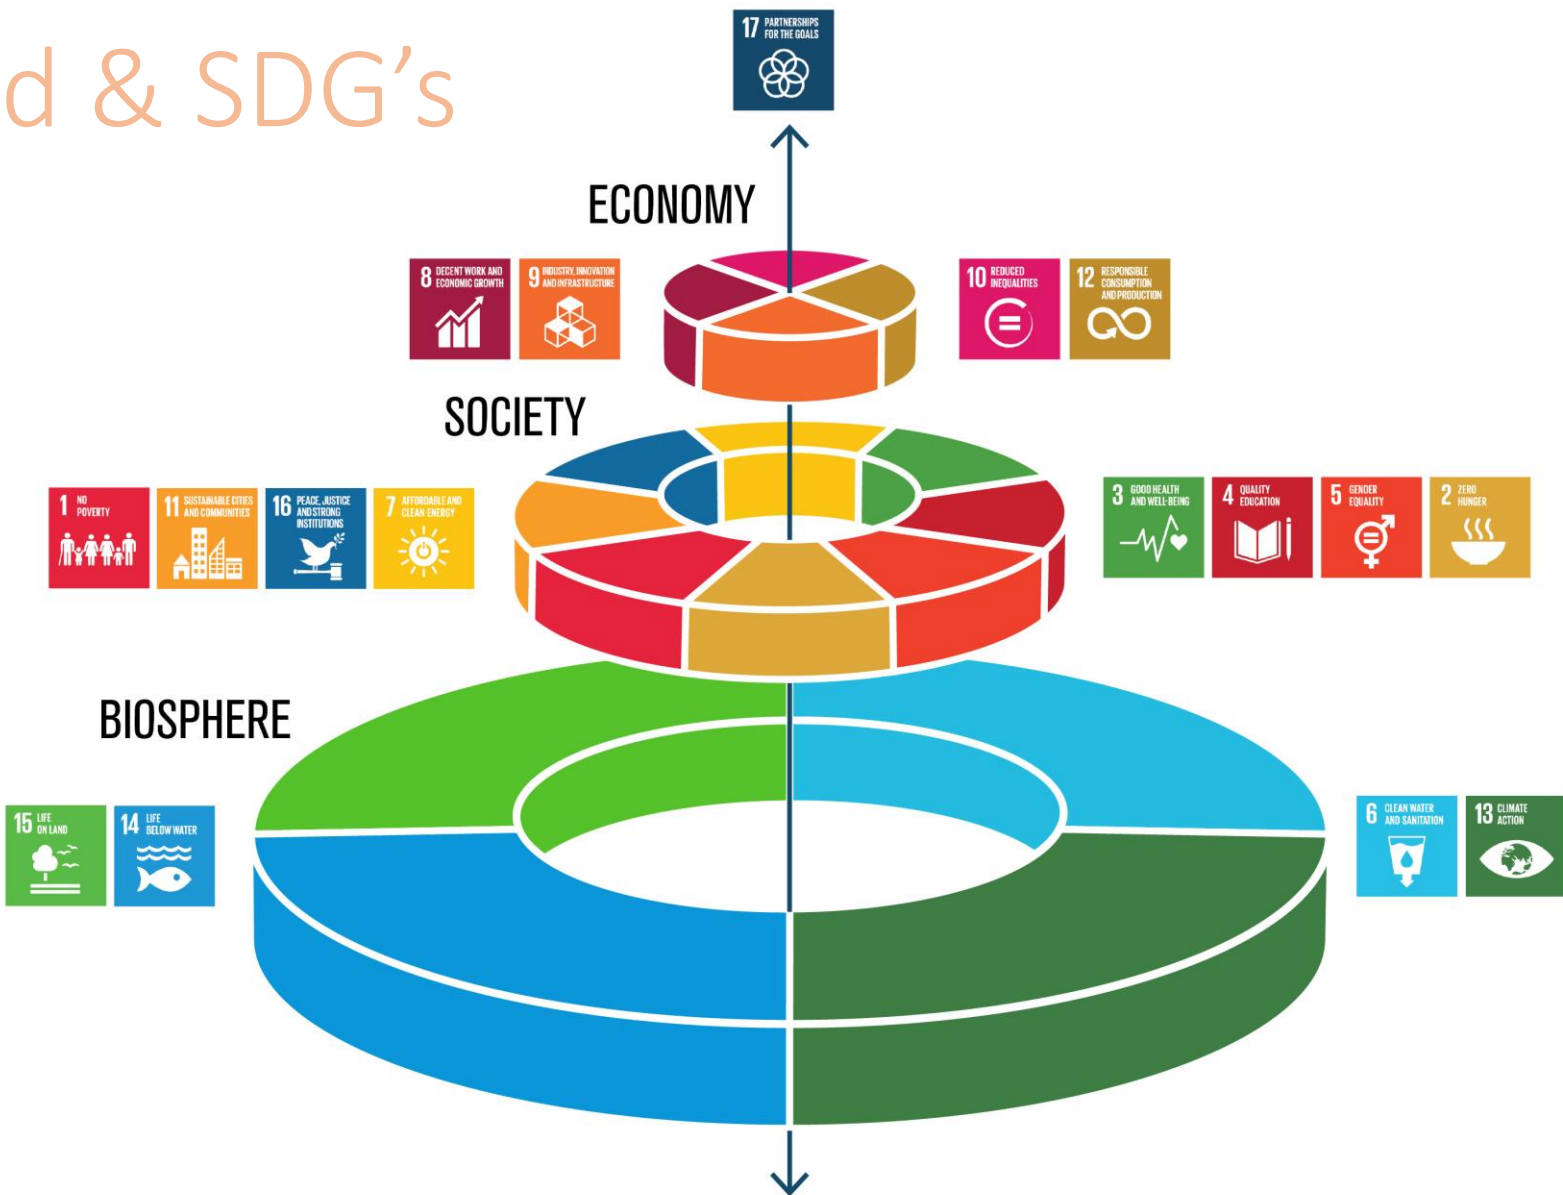 d & SDG's
17 PARTNERSHIPS
FOR THE GOALS
ECONOMY
8 DECENT WORK AND
ECONOMIC GROWTH
9 INDUSTRY, INNOVATION
AND INFRASTRUCTURE
10 REDUCED
INEQUALITIES
12 RESPONSIBLE
CONSUMPTION
AND PRODUCTION
SOCIETY
1 NO
POVERTY
11 SUSTAINABLE CITIES
AND COMMUNITIES
16 PEACE, JUSTICE
AND STRONG
INSTITUTIONS
7 AFFORDABLE AND
CLEAN ENERGY
3 GOOD HEALTH
AND WELL-BEING
4 QUALITY
EDUCATION
5 GENDER
EQUALITY
2 ZERO
HUNGER
BIOSPHERE
15 LIFE
ON LAND
14 LIFE
BELOW WATER
6 CLEAN WATER
AND SANITATION
13 CLIMATE
ACTION